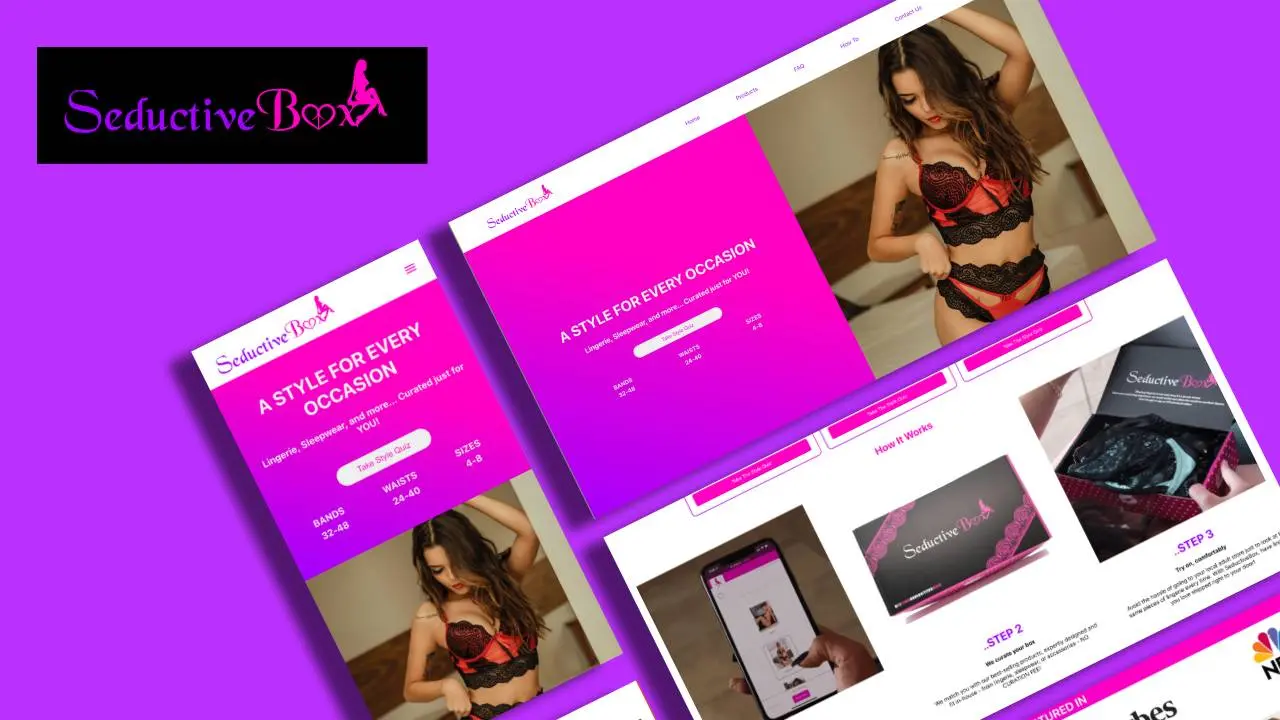 SeductiveBox
Home
Products
FAQ
How To
Contact Us
SeductiveBox
A STYLE FOR EVERY OCCASION
Lingerie, Sleepwear, and more... Curated just for YOU!
Take Style Quiz
BANDS
32-48
WAISTS
24-40
SIZES
4-8
SeductiveBox
A STYLE FOR EVERY
OCCASION
Lingerie, Sleepwear, and more... Curated just for
YOU!
Take Style Quiz
BANDS
32-48
WAISTS
24-40
SIZES
4-8
Take The Style Quiz
Take The Style Quiz
Take The Style Quiz
How It Works
SeductiveBox
SeductiveBox
..STEP 2
We curate your box
We match you with our best-selling products, expertly designed and
fit in-house - from lingerie, sleepwear, or accessories - NO
CURATION FEE!
..STEP 3
Try on, comfortably
Avoid the hassle of going to your local adult store just to look at
same pieces of lingerie every time. With SeductiveBox, have
you love shipped right to your door!
TURED IN
bes